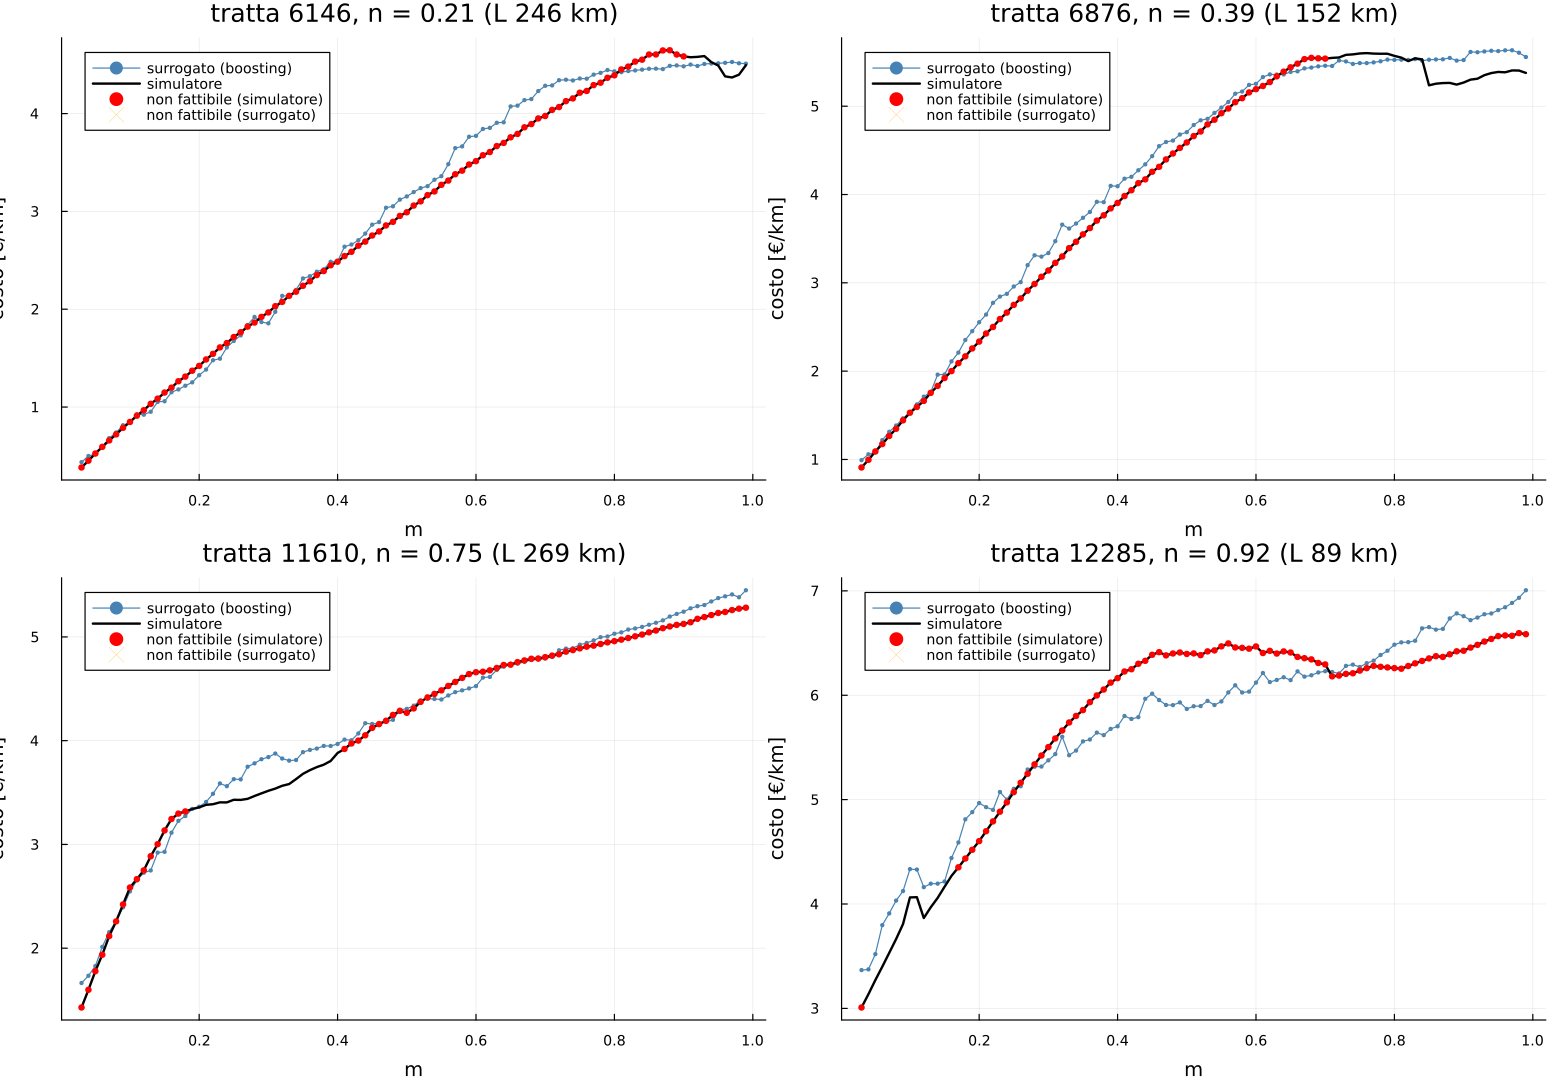 tratta 6146, n = 0.21 (L 246 km)
surrogato (boosting)
simulatore
non fattibile (simulatore)
non fattibile (surrogato)
4
3
2
1
0.2
0.4
0.6
0.8
1.0
m
tratta 6876, n = 0.39 (L 152 km)
costo [€/km]
surrogato (boosting)
simulatore
non fattibile (simulatore)
non fattibile (surrogato)
5
4
3
2
1
0.2
0.4
0.6
0.8
1.0
m
tratta 11610, n = 0.75 (L 269 km)
surrogato (boosting)
simulatore
non fattibile (simulatore)
non fattibile (surrogato)
5
4
3
2
0.2
0.4
0.6
0.8
1.0
m
tratta 12285, n = 0.92 (L 89 km)
costo [€/km]
surrogato (boosting)
simulatore
non fattibile (simulatore)
non fattibile (surrogato)
7
6
5
4
3
0.2
0.4
0.6
0.8
1.0
m